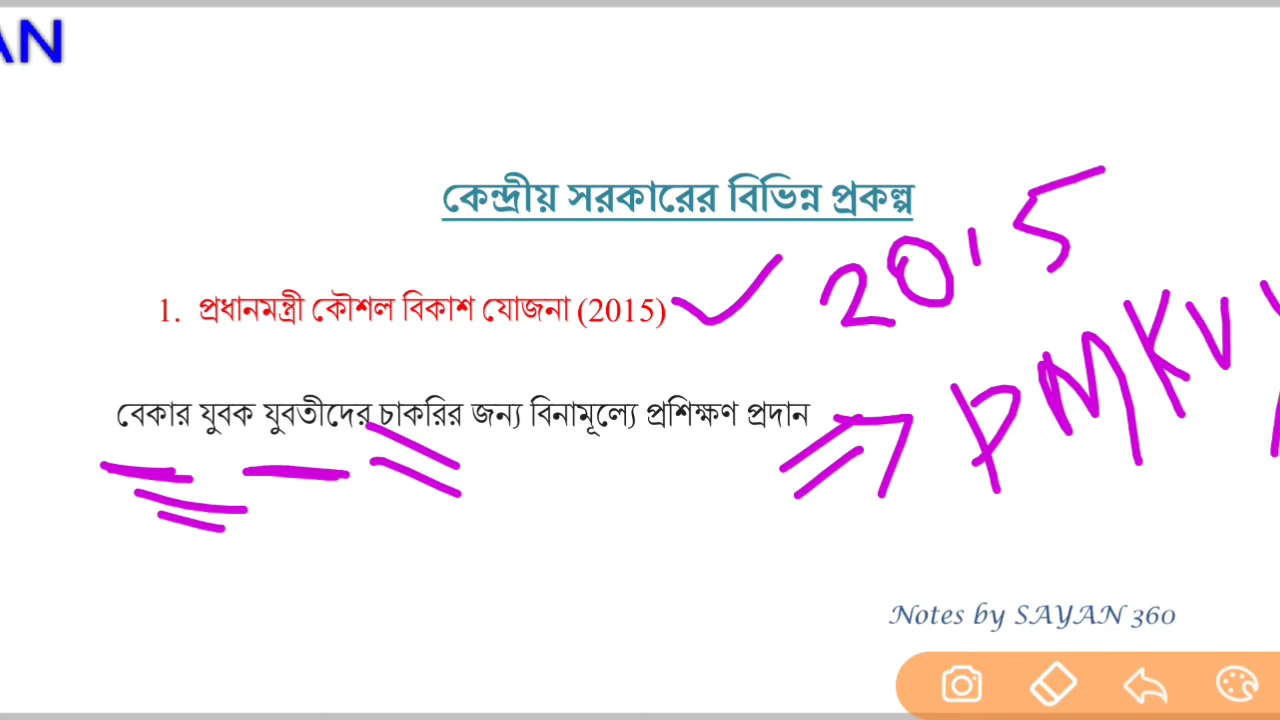 AN
কেন্দ্রীয় সরকারের বিভিন্ন প্রকল্প
2015
1. প্রধানমন্ত্রী কৌশল বিকাশ যোজনা (2015)
PMKVY
বেকার যুবক যুবতীদের চাকরির জন্য বিনামূল্যে প্রশিক্ষণ প্রদান
Notes by SAYAN 360